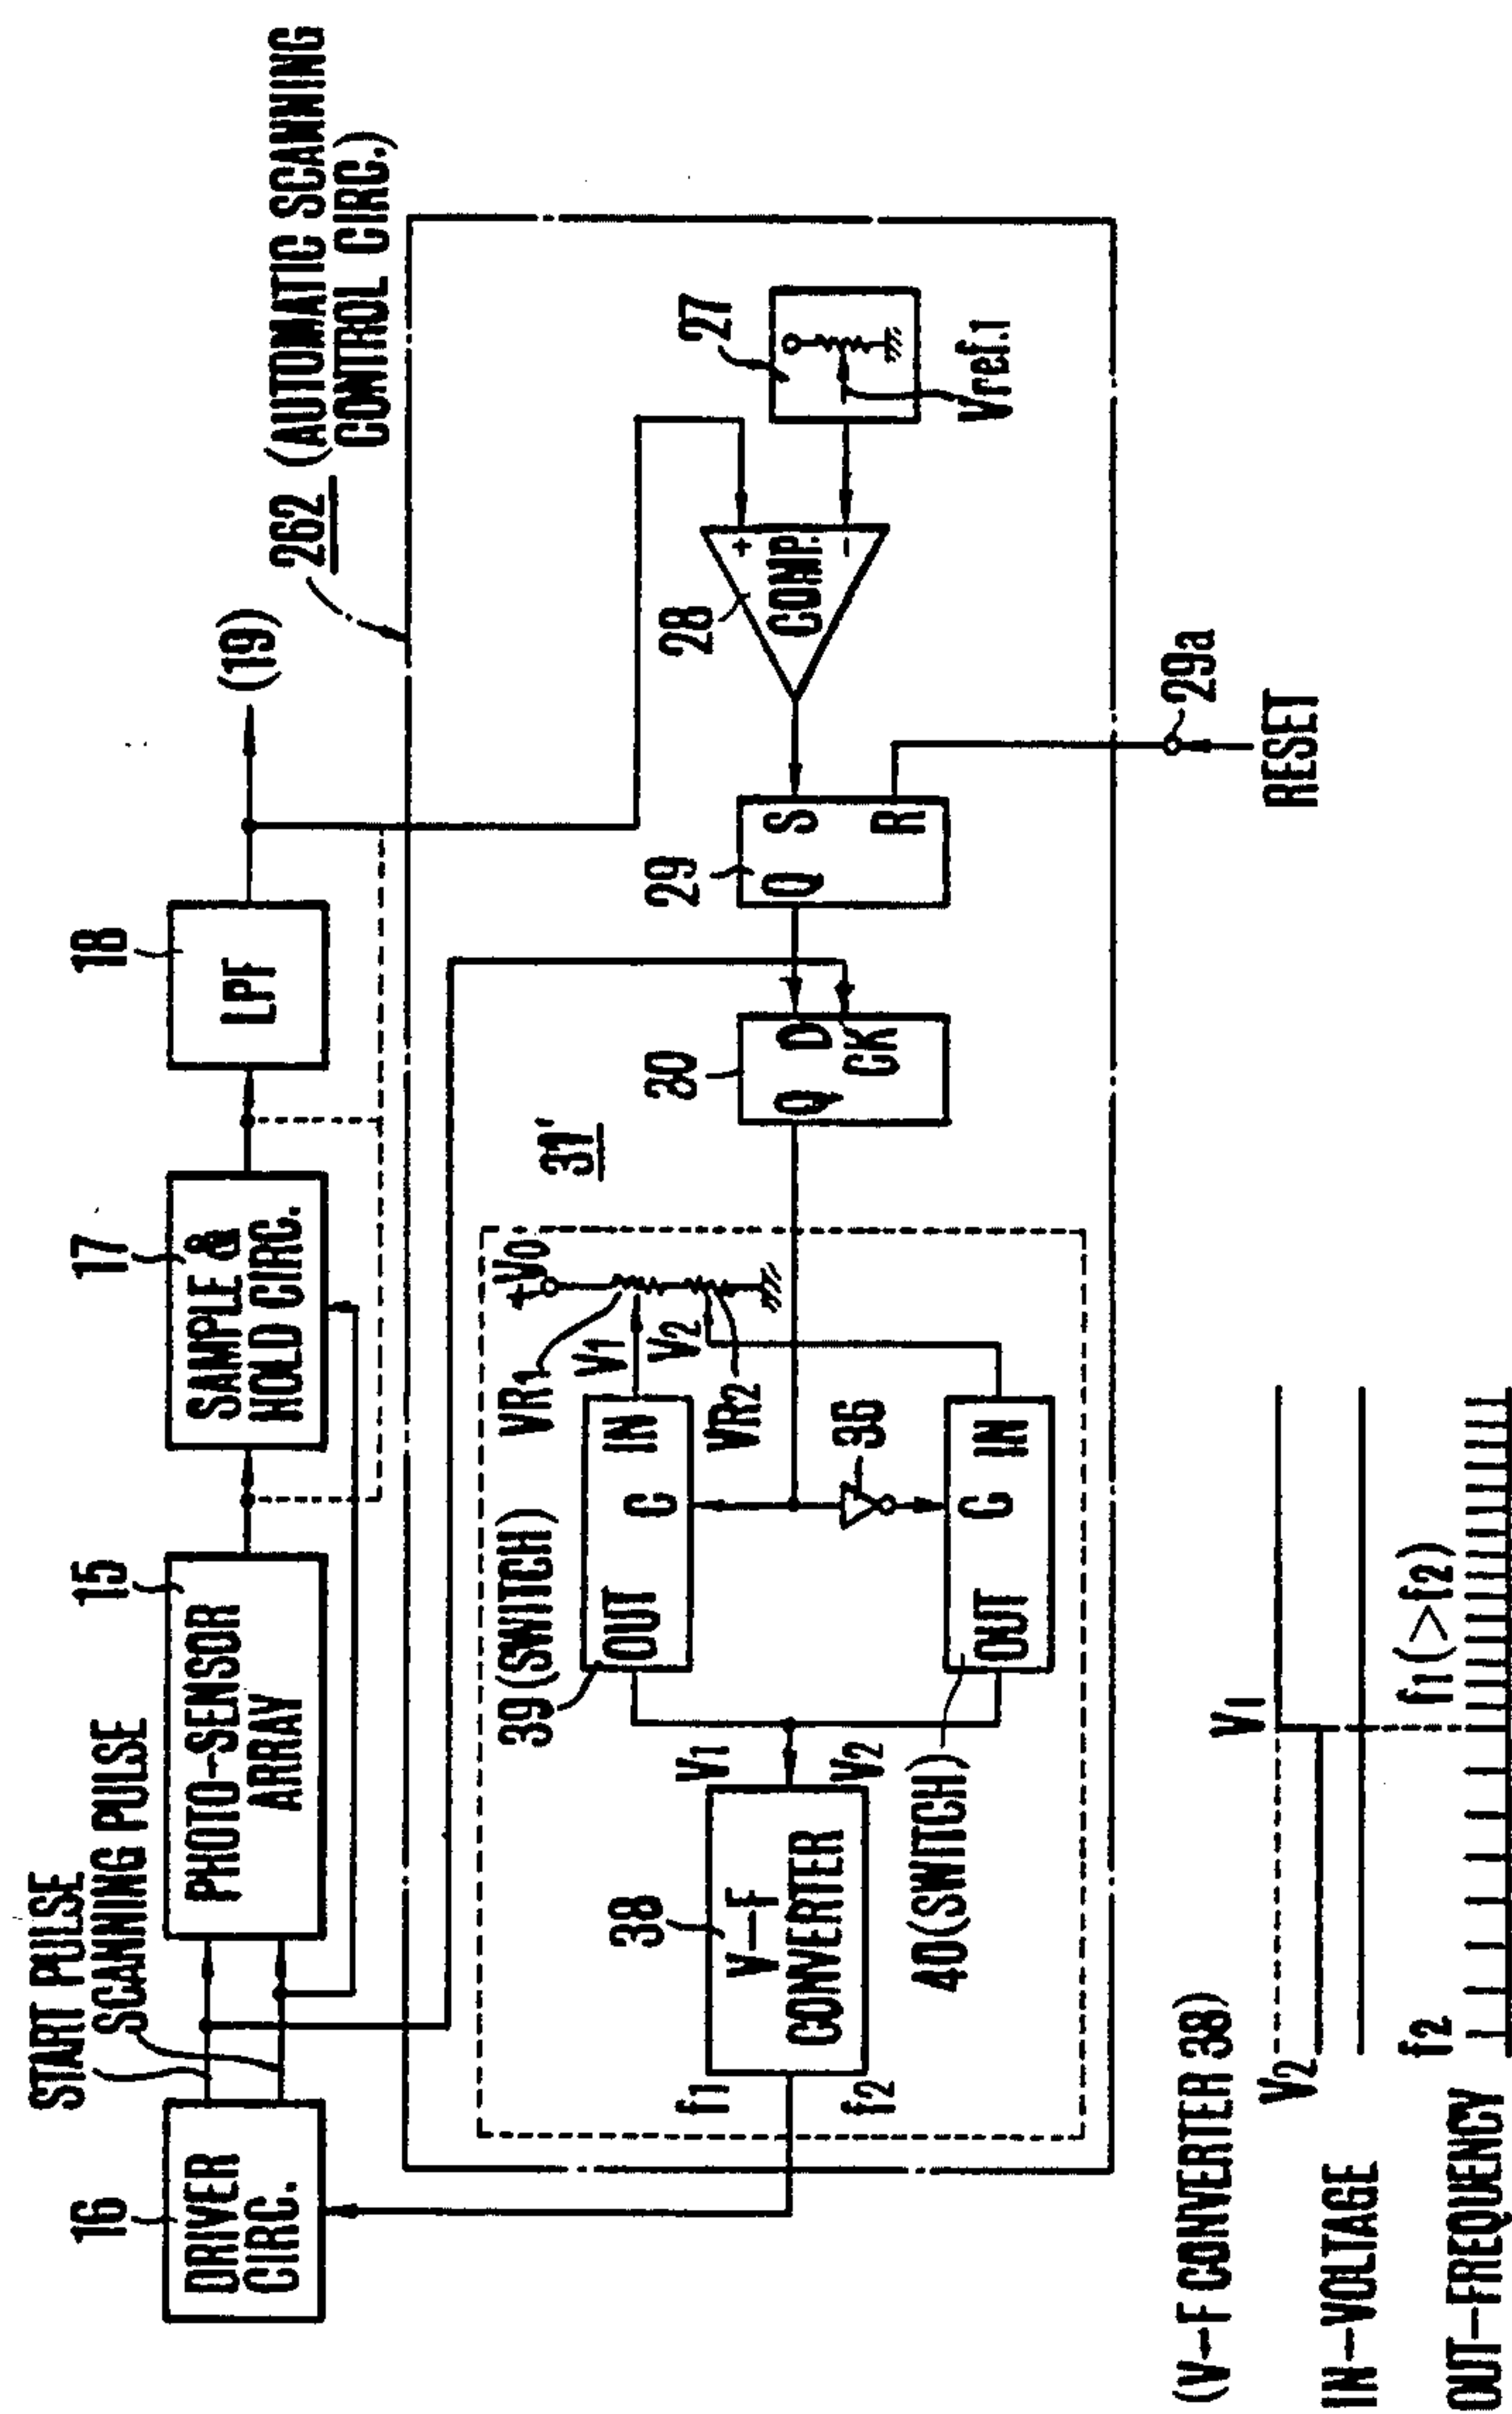 START PULSE
SCANNING PULSE
16
DRIVER
CIRC.
15
PHOTO-SENSOR
ARRAY
17
SAMPLE &
HOLD CIRC.
18
LPF
(19)
262 (AUTOMATIC SCANNING
CONTROL CIRC.)
31'
39(SWITCH)
OUT
C
IN
VR1
V1
+V0
V2
VR2
36
38
V-F
CONVERTER
V1
V2
f1
f2
40(SWITCH)
OUT
C
IN
30
Q
D
CK
29
Q
S
R
28
COMP.
+
−
27
Vref.1
29a
RESET
(V-F CONVERTER 38)
IN-VOLTAGE
V2
V1
OUT-FREQUENCY
f2
f1(>f2)